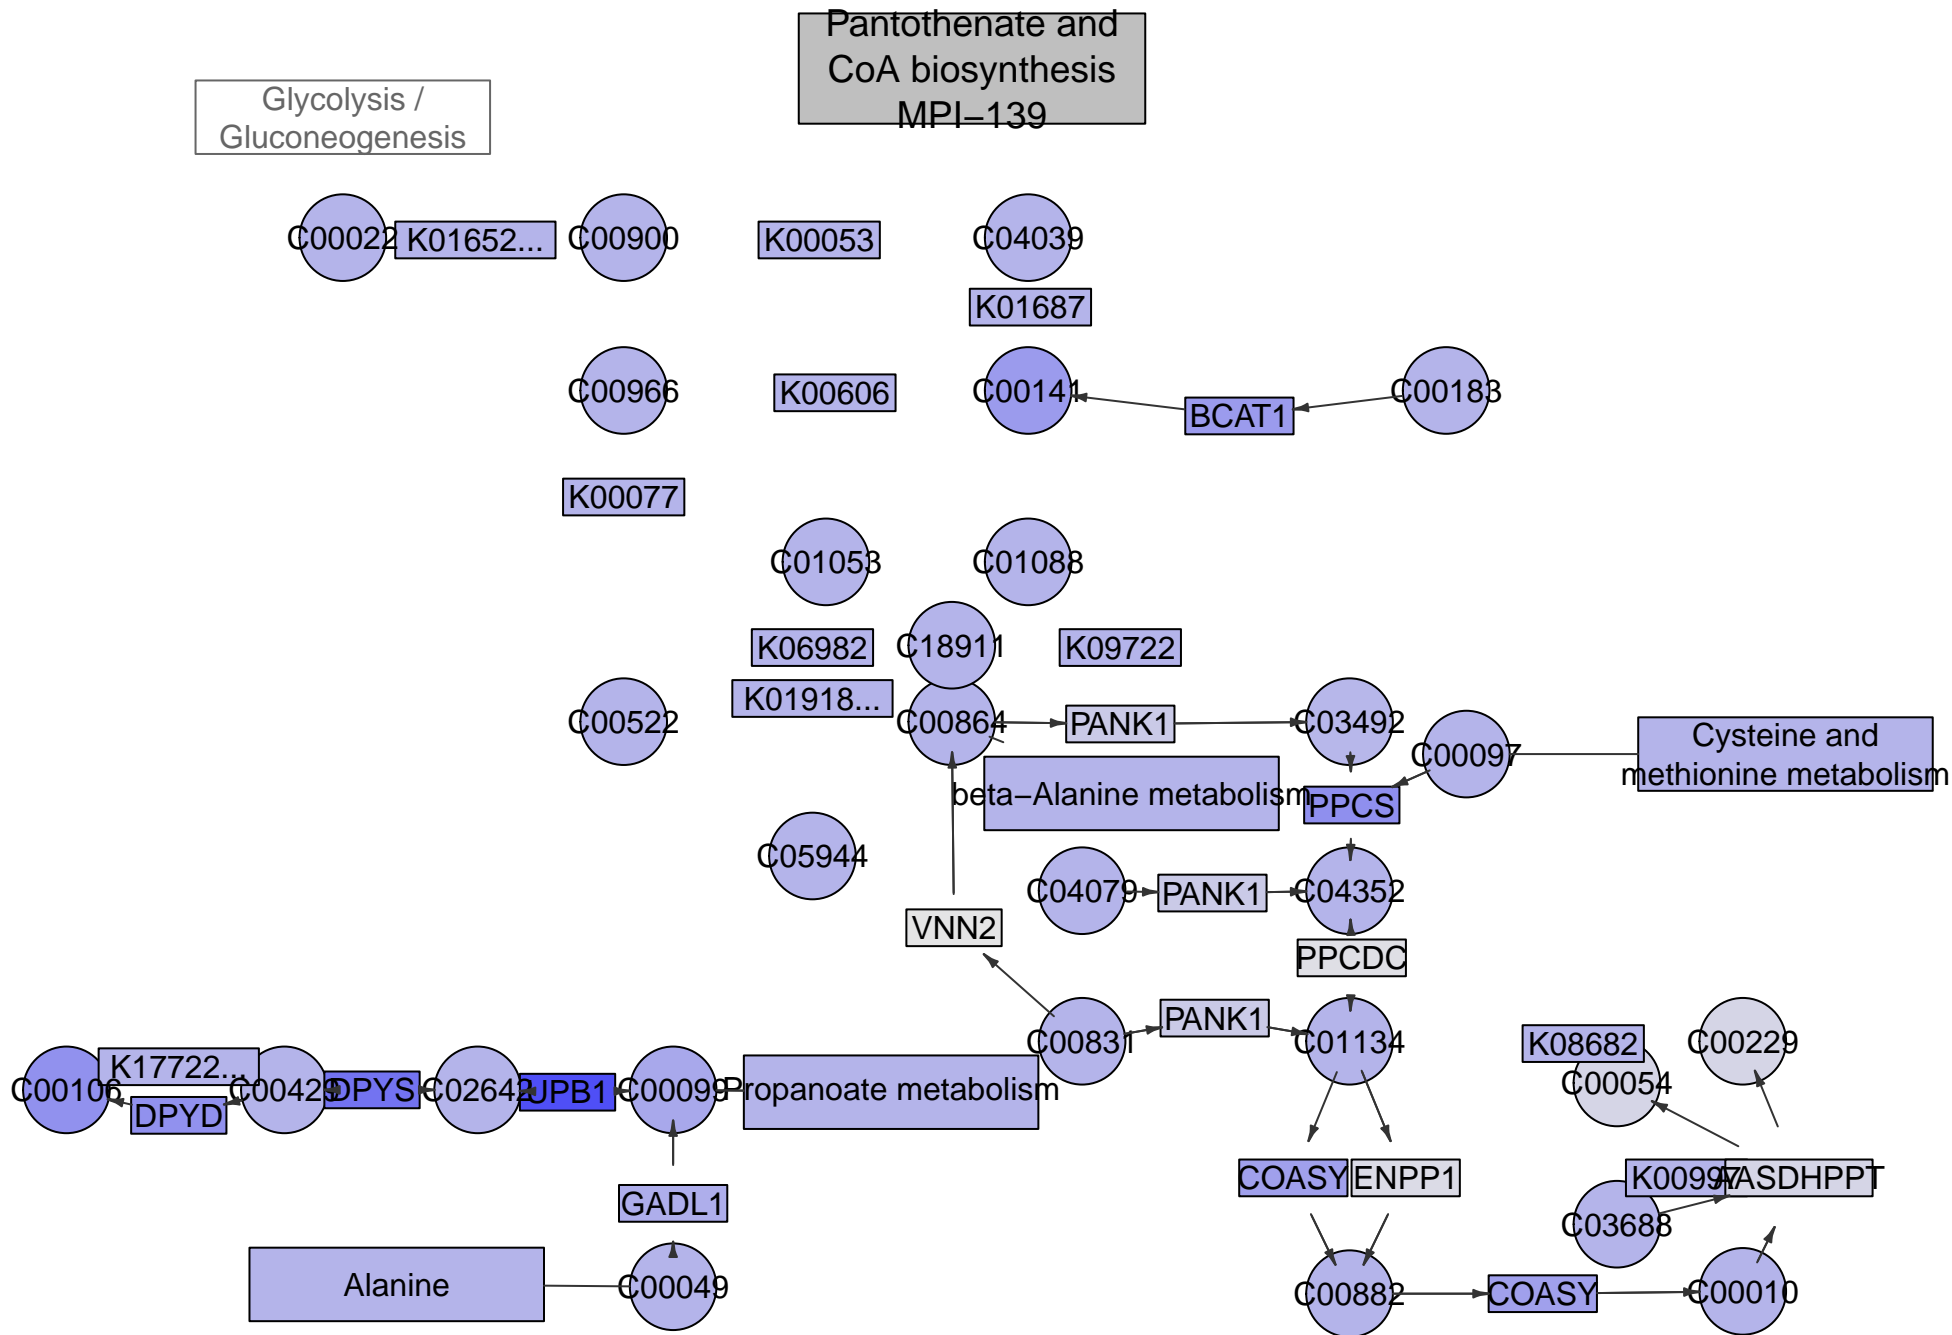 Pantothenate and
CoA biosynthesis
MPI−139
Glycolysis /
Gluconeogenesis
C00022
K01652...
C00900
K00053
C04039
K01687
C00966
K00606
C00141
BCAT1
C00183
K00077
C01053
C01088
K06982
C18911
K09722
K01918...
C00522
C00864
PANK1
C03492
C00097
Cysteine and
methionine metabolism
beta−Alanine metabolism
PPCS
C05944
C04079
PANK1
C04352
VNN2
PPCDC
C00831
PANK1
C01134
K08682
C00229
C00054
C00106
K17722...
C00429
DPYD
DPYS
C02642
UPB1
C00099
Propanoate metabolism
COASY
ENPP1
K00997
AASDHPPT
GADL1
C03688
Alanine
C00049
C00882
COASY
C00010